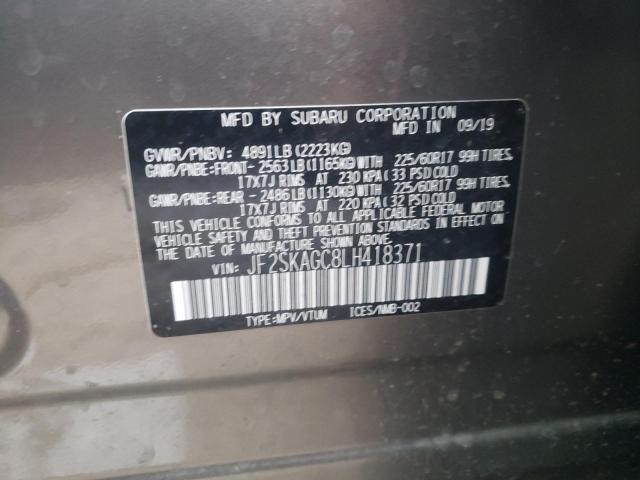 MFD BY SUBARU CORPORATION
MFD IN 09/19
GVWR/PNBV: 4891LB(2223KG)
GAWR/PNBE:FRONT- 2563LB(1165KG)WITH 225/60R17 99H TIRES
17X7J RIMS AT 230 KPA(33 PSD COLD
GAWR/PNBE:REAR - 2486LB(1130KG)WITH 225/60R17 99H TIRES
17X7J RIMS AT 220 KPA(32 PSD COLD
THIS VEHICLE CONFORMS TO ALL APPLICABLE FEDERAL MOTOR
VEHICLE SAFETY AND THEFT PREVENTION STANDARDS IN EFFECT ON
THE DATE OF MANUFACTURE SHOWN ABOVE.
VIN: JF2SKAGC8LH418371
TYPE:MPV/VTUM ICES/NMB-002